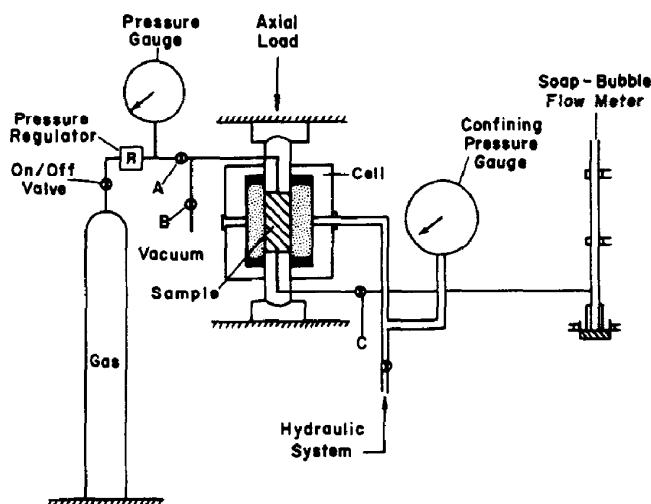 Pressure
Gauge
Axial
Load
Soap-Bubble
Flow Meter
Pressure
Regulator
R
Confining
Pressure
Gauge
On/Off
Valve
A
Cell
B
Vacuum
Sample
C
Gas
Hydraulic
System